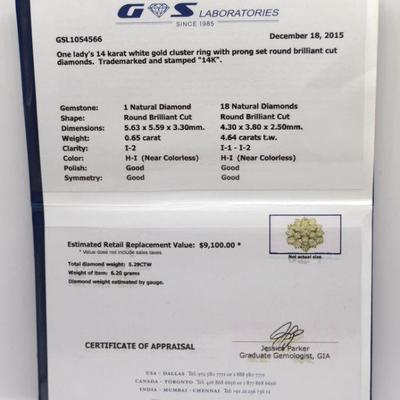 G S LABORATORIES
SINCE 1985
GSL1054566 December 18, 2015
One lady's 14 karat white gold cluster ring with prong set round brilliant cut
diamonds. Trademarked and stamped "14K".
Gemstone: 1 Natural Diamond 18 Natural Diamonds
Shape: Round Brilliant Cut Round Brilliant Cut
Dimensions: 5.63 x 5.59 x 3.30mm. 4.30 x 3.80 x 2.50mm.
Weight: 0.65 carat 4.64 carats t.w.
Clarity: I-2 I-1 - I-2
Color: H-I (Near Colorless) H-I (Near Colorless)
Polish: Good Good
Symmetry: Good Good
Estimated Retail Replacement Value: $9,100.00 *
* Value does not include sales taxes.
Not actual size.
Total diamond weight: 5.29CTW
Weight of item: 6.20 grams
Diamond weight estimated by gauge.
CERTIFICATE OF APPRAISAL
Jessica Parker
Graduate Gemologist, GIA
USA - DALLAS
CANADA - TORONTO
INDIA - MUMBAI